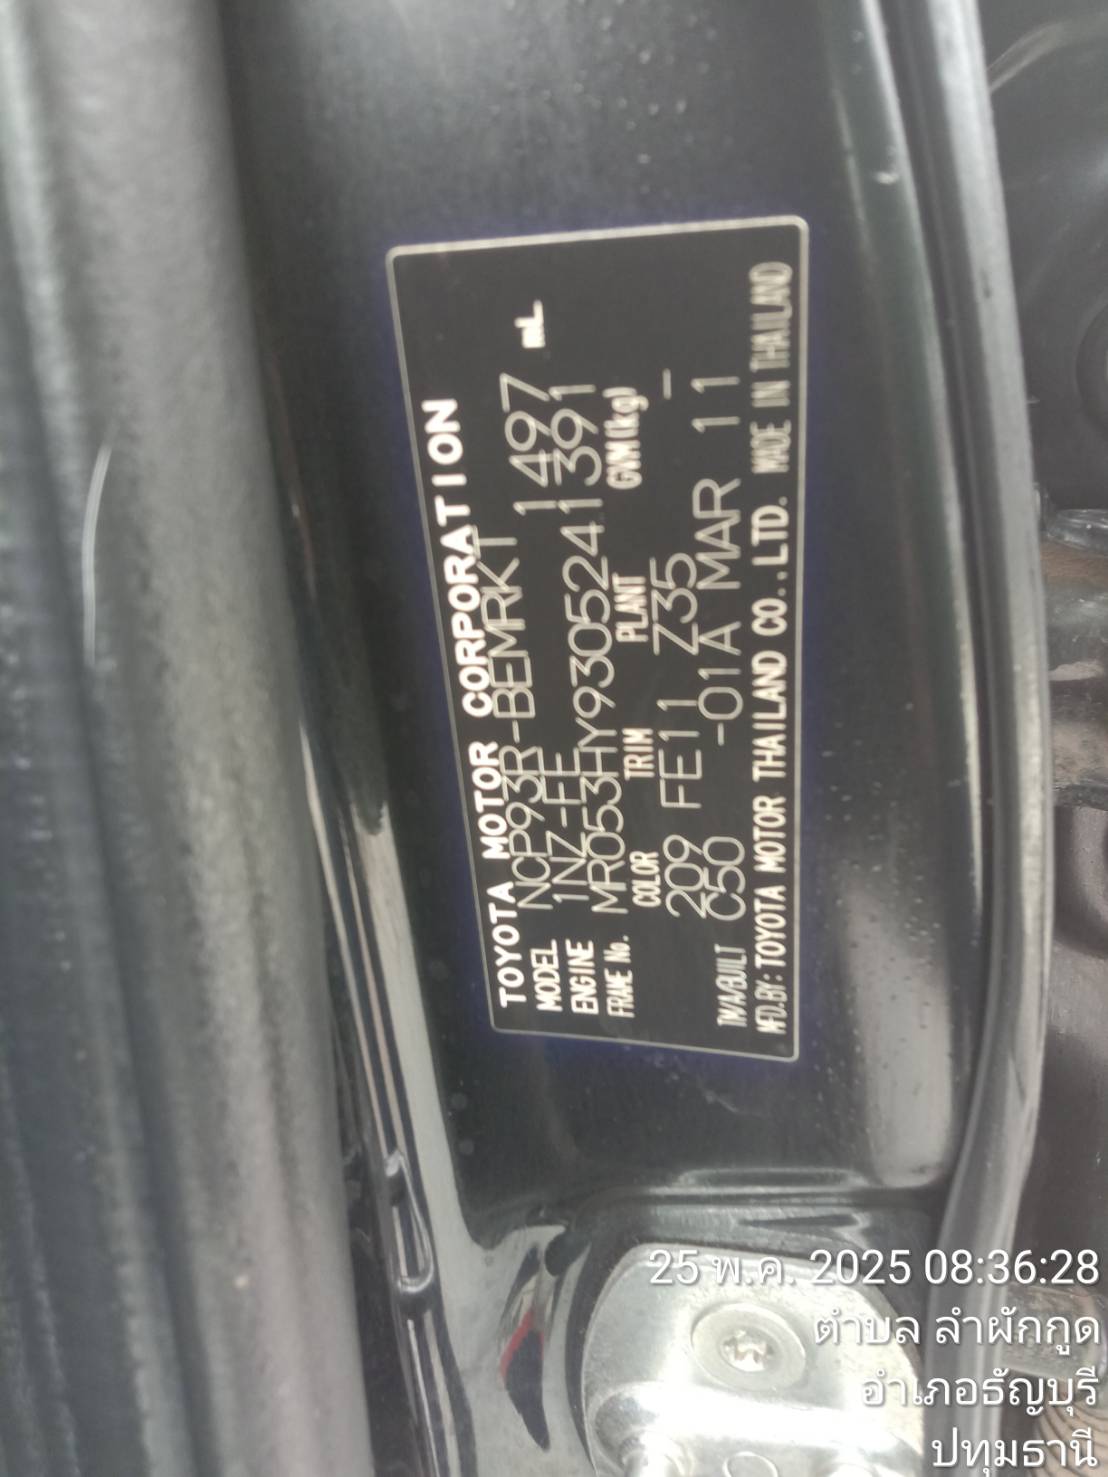 TOYOTA MOTOR CORPORATION
MODEL NCP93R-BEMRKT
ENGINE 1NZ-FE 1497 mL
FRAME No. MR053HY9305241391
COLOR TRIM PLANT GVM(kg)
209 FE11 Z35 -
TM/A/BUILT C50 -01A MAR 11
MFD.BY: TOYOTA MOTOR THAILAND CO.,LTD. MADE IN THAILAND
25 พ.ค. 2025 08:36:28
ตำบล ลำผักกูด
อำเภอธัญบุรี
ปทุมธานี